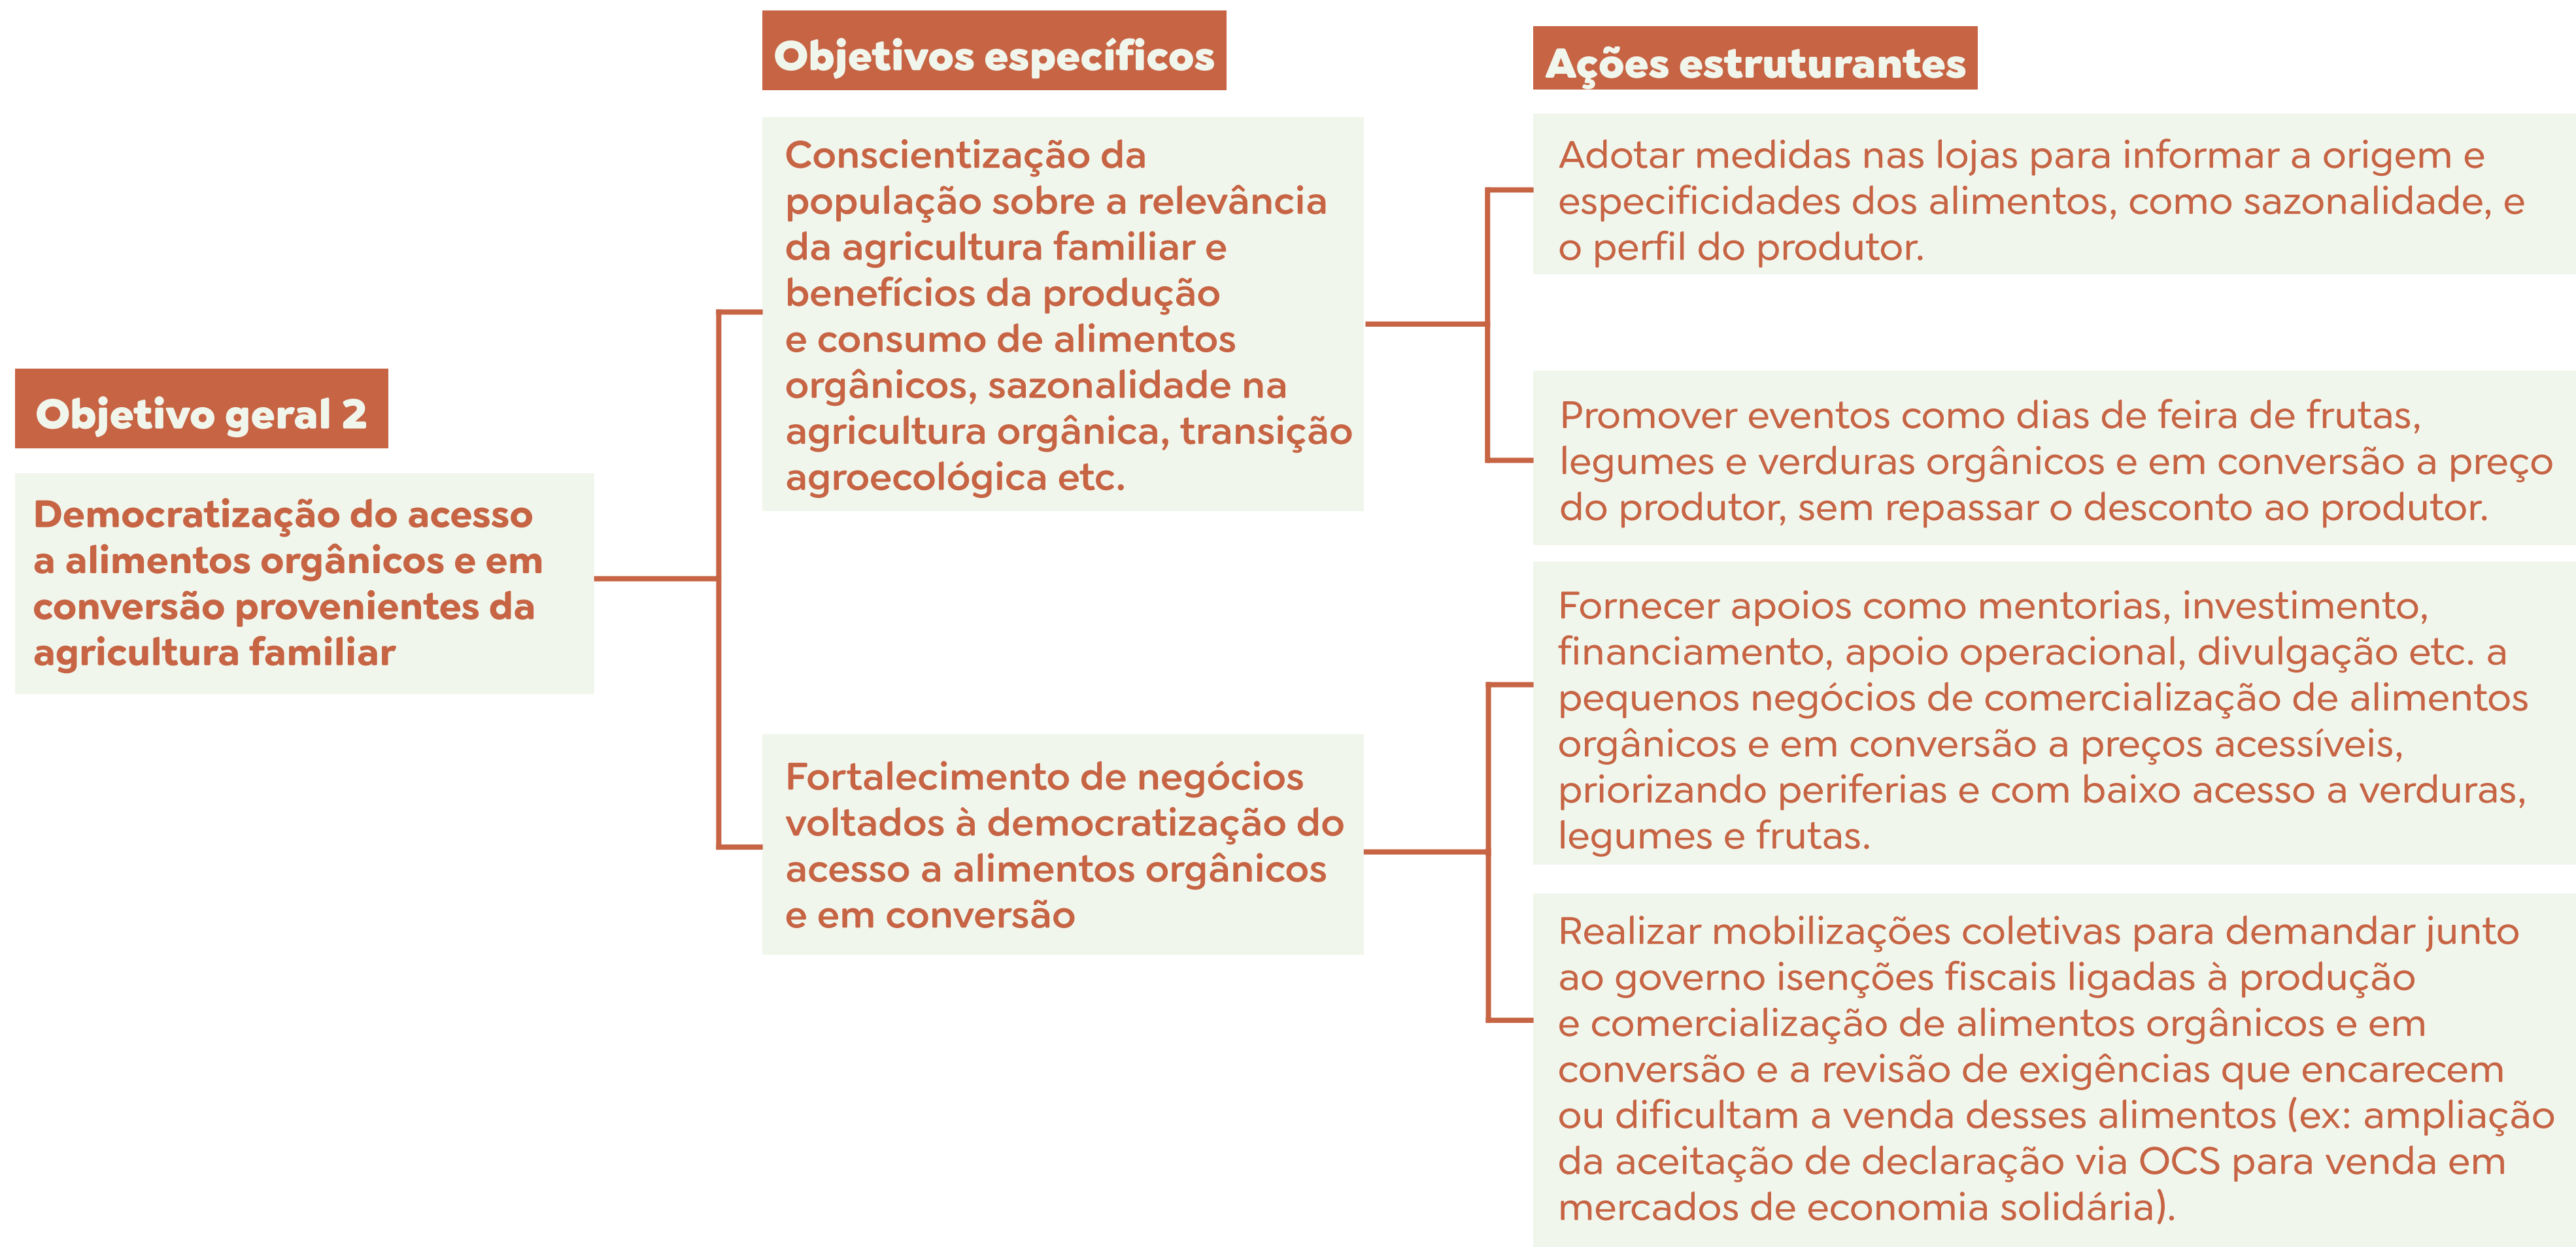 Objetivo geral 2
Democratização do acesso
a alimentos orgânicos e em
conversão provenientes da
agricultura familiar
Objetivos específicos
Conscientização da
população sobre a relevância
da agricultura familiar e
benefícios da produção
e consumo de alimentos
orgânicos, sazonalidade na
agricultura orgânica, transição
agroecológica etc.
Fortalecimento de negócios
voltados à democratização do
acesso a alimentos orgânicos
e em conversão
Ações estruturantes
Adotar medidas nas lojas para informar a origem e
especificidades dos alimentos, como sazonalidade, e
o perfil do produtor.
Promover eventos como dias de feira de frutas,
legumes e verduras orgânicos e em conversão a preço
do produtor, sem repassar o desconto ao produtor.
Fornecer apoios como mentorias, investimento,
financiamento, apoio operacional, divulgação etc. a
pequenos negócios de comercialização de alimentos
orgânicos e em conversão a preços acessíveis,
priorizando periferias e com baixo acesso a verduras,
legumes e frutas.
Realizar mobilizações coletivas para demandar junto
ao governo isenções fiscais ligadas à produção
e comercialização de alimentos orgânicos e em
conversão e a revisão de exigências que encarecem
ou dificultam a venda desses alimentos (ex: ampliação
da aceitação de declaração via OCS para venda em
mercados de economia solidária).